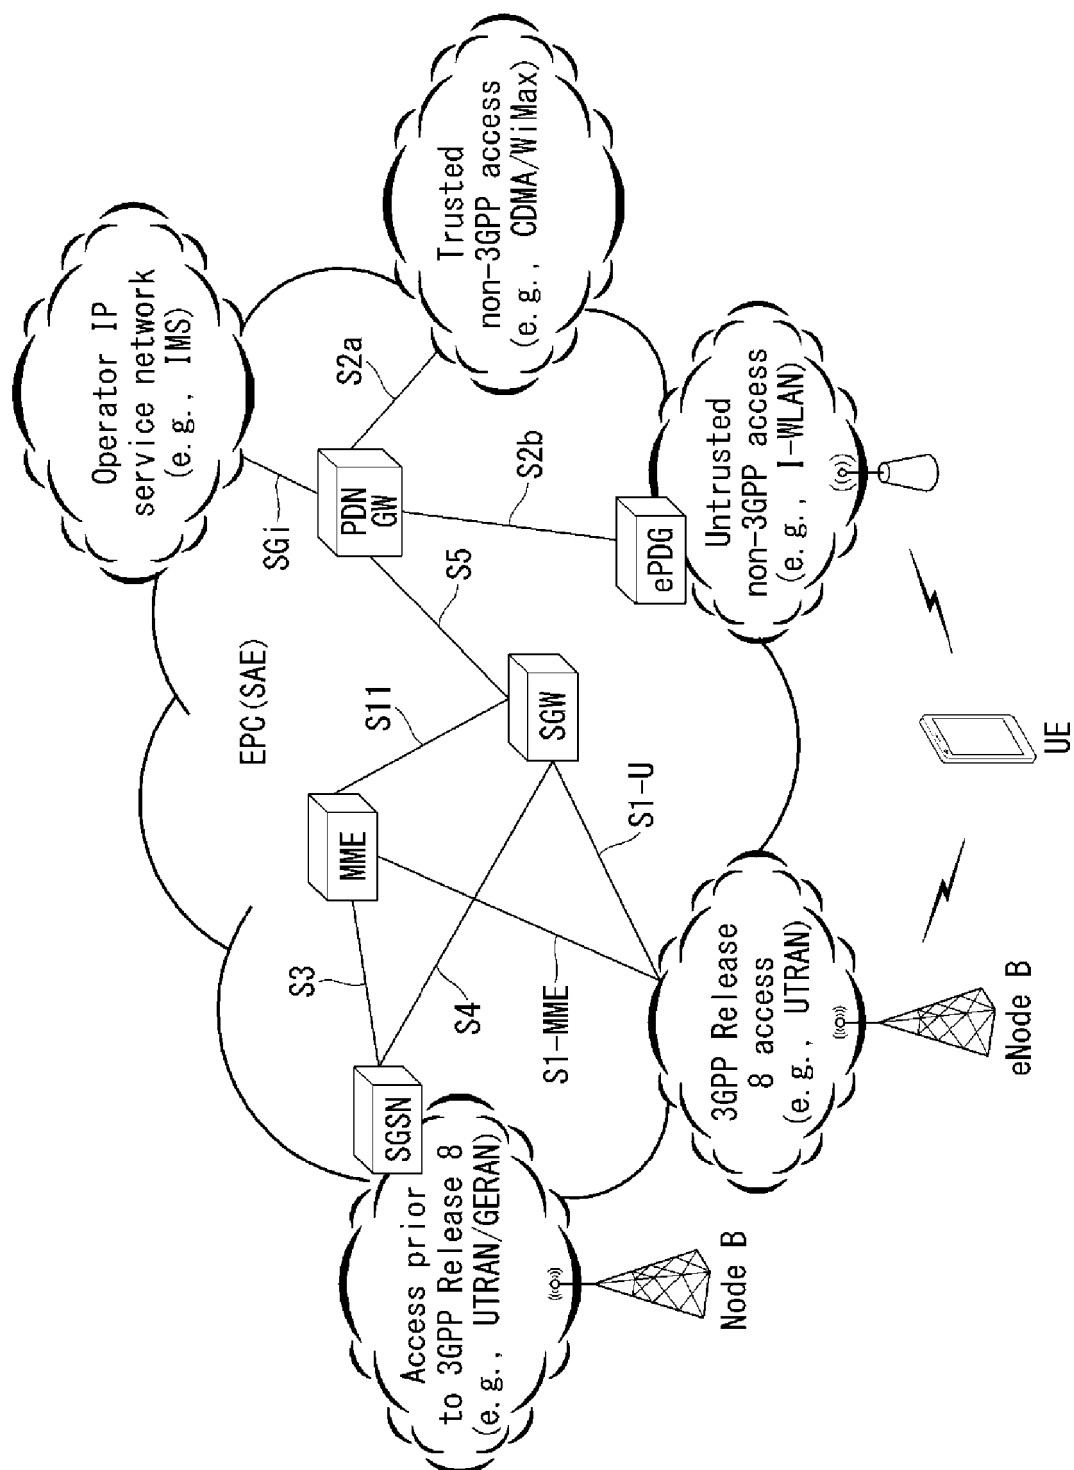 Operator IP
service network
(e.g., IMS)
EPC(SAE)
SGi
S2a
Trusted
non-3GPP access
(e.g., CDMA/WiMax)
S3
MME
S11
S5
PDN
GW
SGSN
S4
SGW
S2b
Access prior
to 3GPP Release 8
(e.g., UTRAN/GERAN)
S1-MME
S1-U
ePDG
3GPP Release
8 access
(e.g., UTRAN)
Untrusted
non-3GPP access
(e.g., I-WLAN)
Node B
eNode B
UE